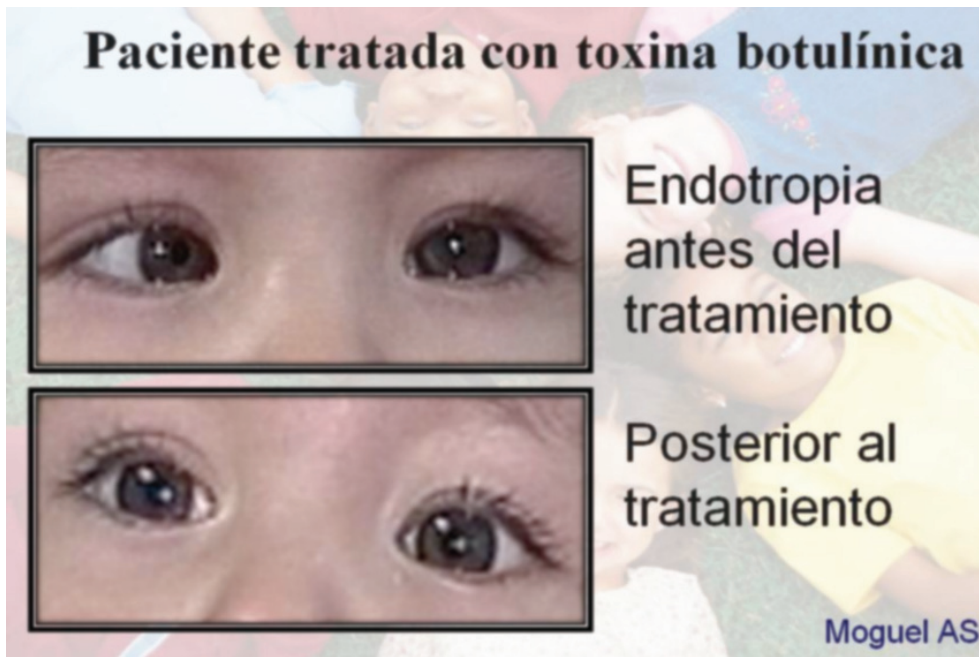 Paciente tratada con toxina botulínica
Endotropia
antes del
tratamiento
Posterior al
tratamiento
Moguel AS